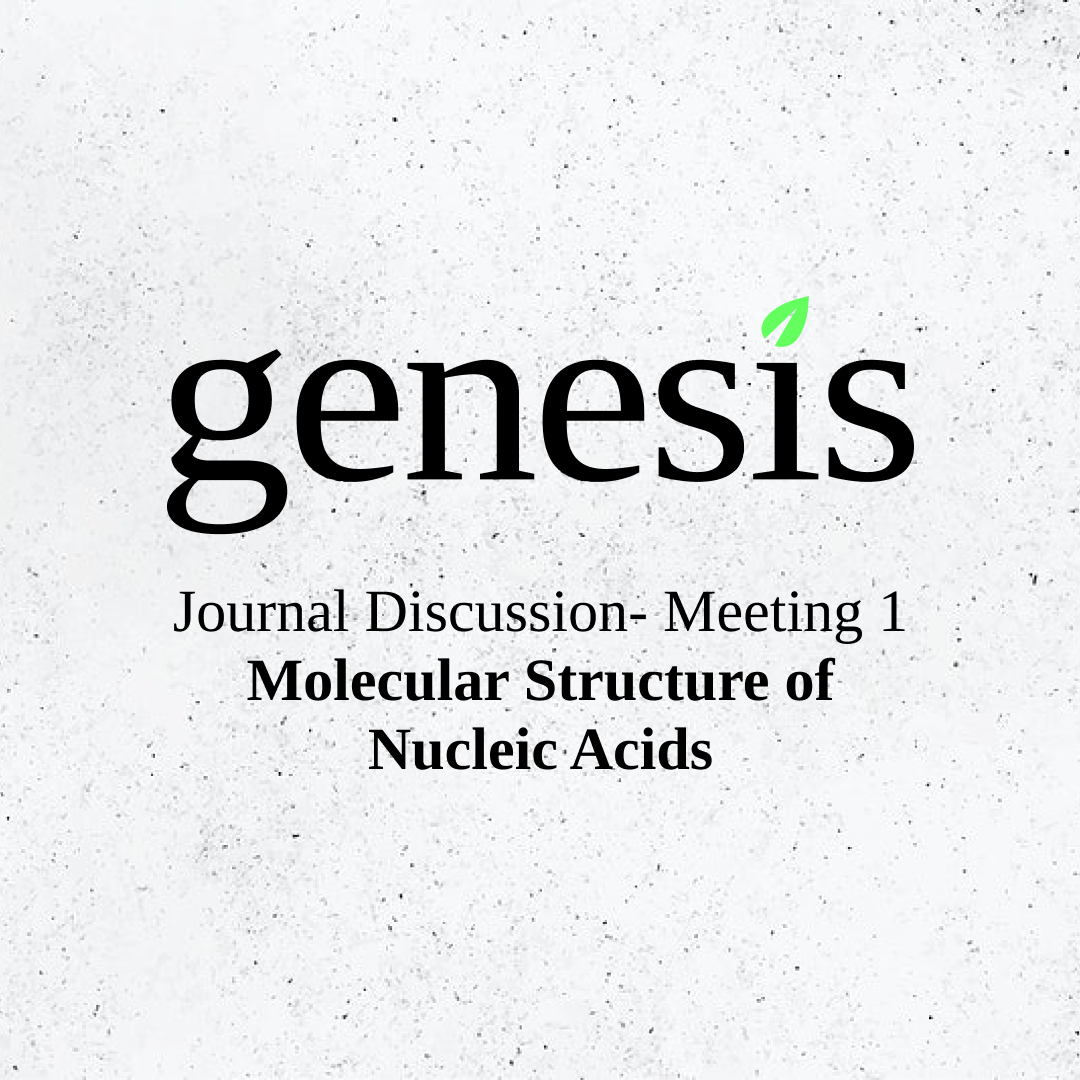 genesis
Journal Discussion- Meeting 1
Molecular Structure of
Nucleic Acids